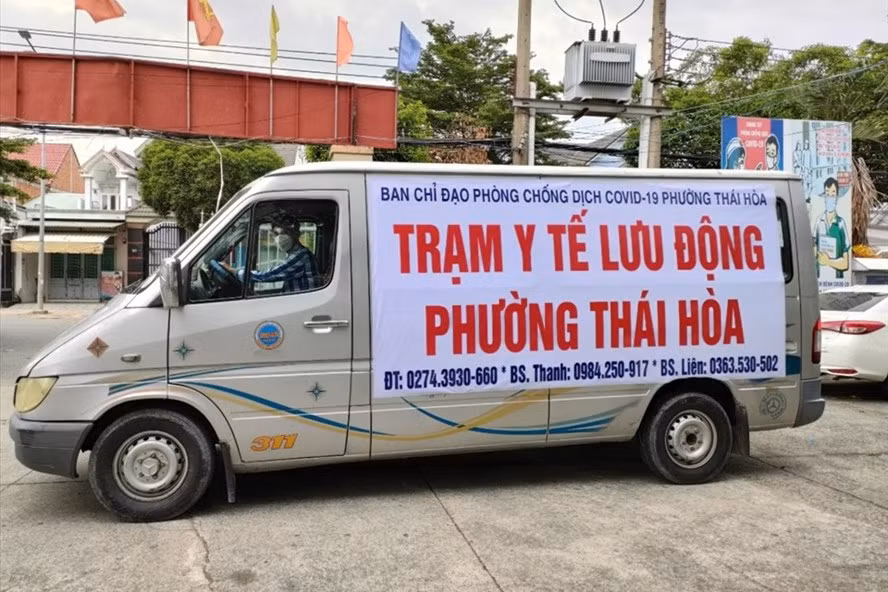 BAN CHỈ ĐẠO PHÒNG CHỐNG DỊCH COVID-19 PHƯỜNG THÁI HÒA
TRẠM Y TẾ LƯU ĐỘNG
PHƯỜNG THÁI HÒA
ĐT: 0274.3930-660 * BS. Thanh: 0984.250-917 * BS. Liên: 0363.530-502
311